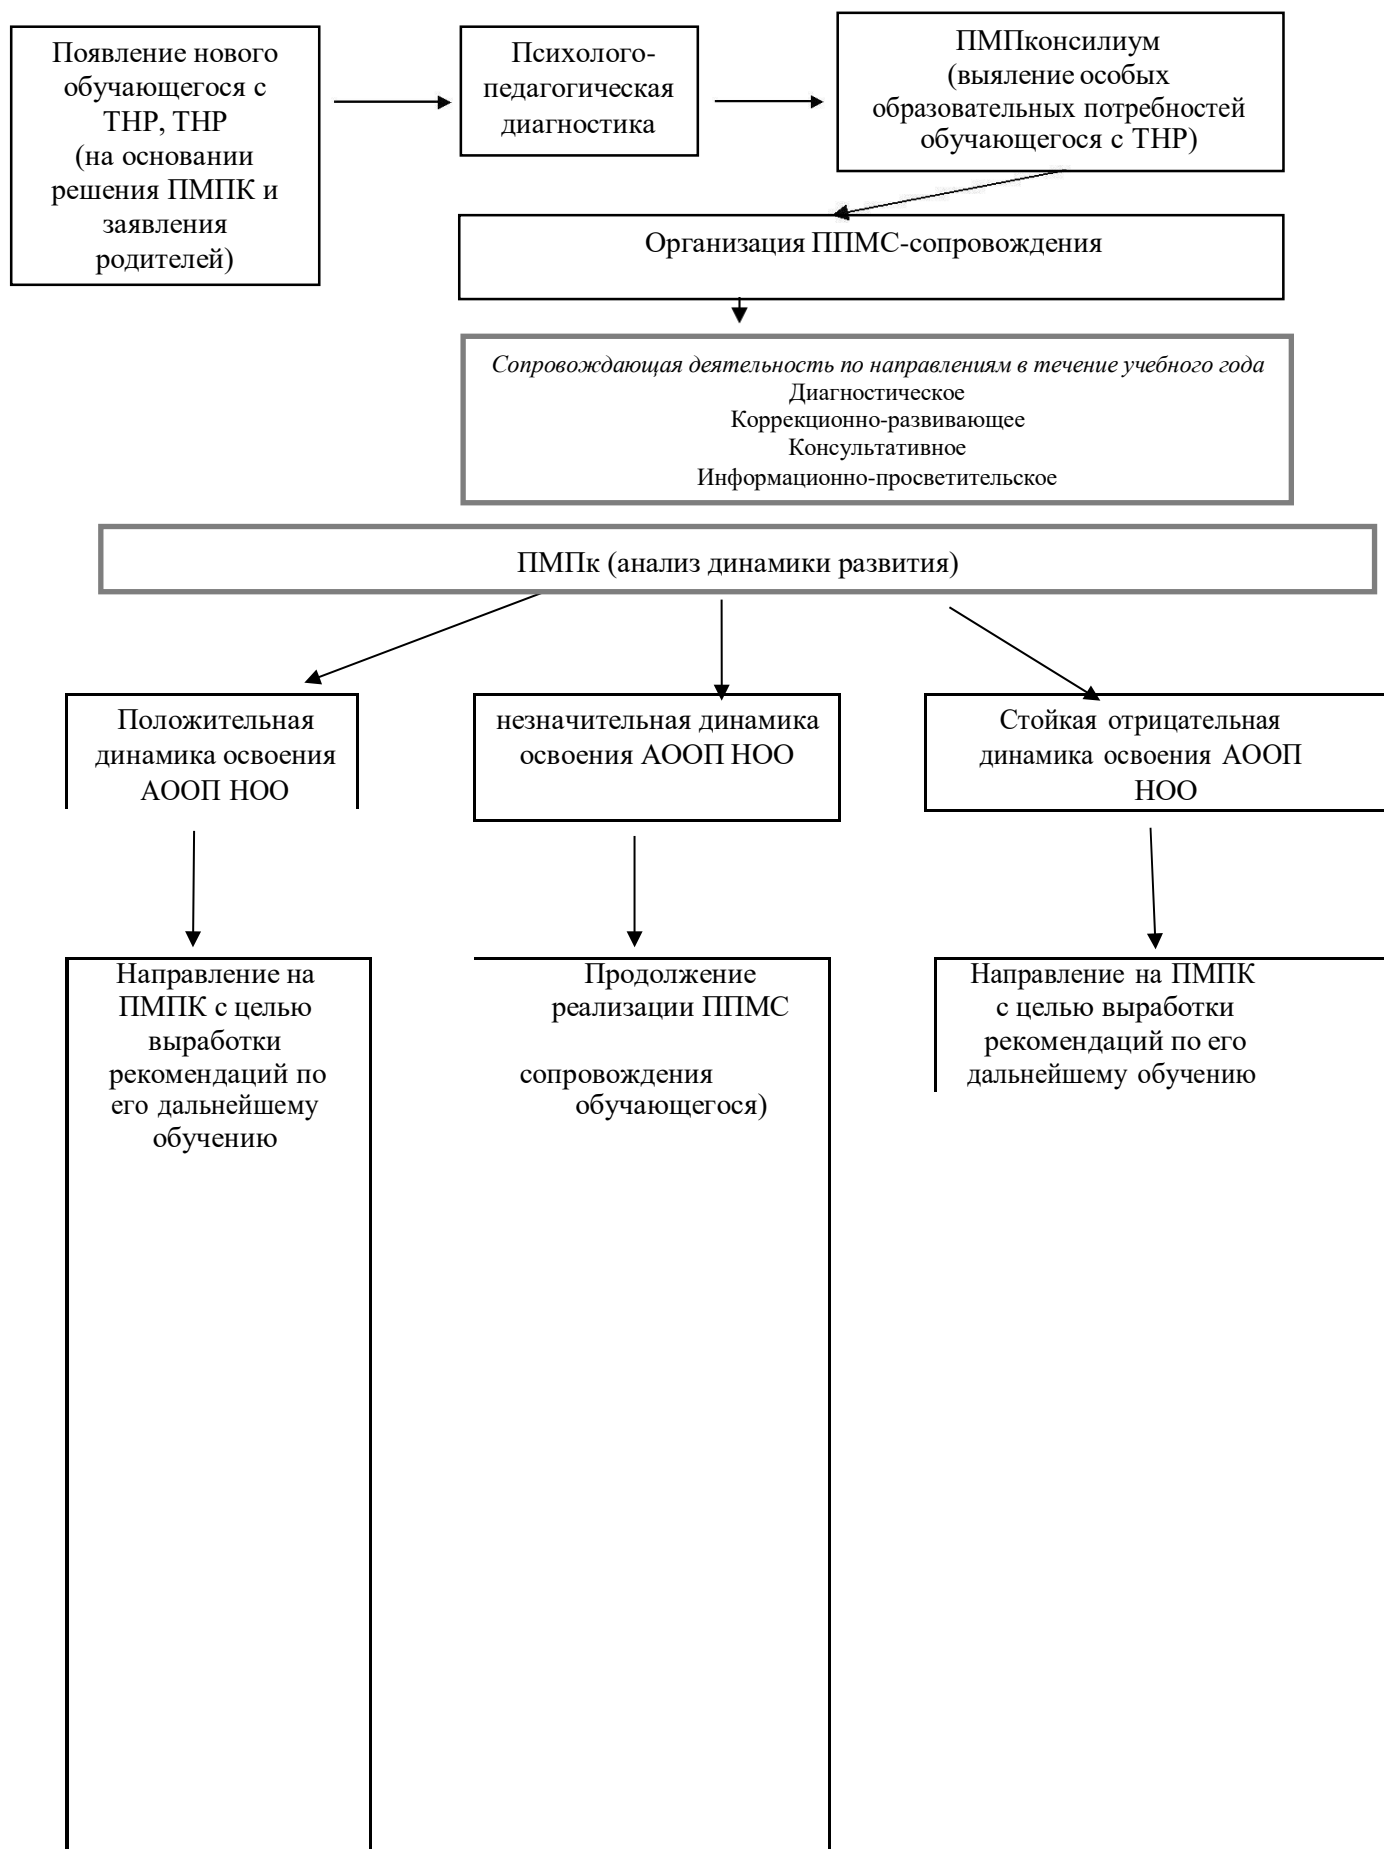 Появление нового
обучающегося с
ТНР, ТНР
(на основании
решения ПМПК и
заявления
родителей)
Психолого-
педагогическая
диагностика
ПМПконсилиум
(выяление особых
образовательных потребностей
обучающегося с ТНР)
Организация ППМС-сопровождения
Сопровождающая деятельность по направлениям в течение учебного года
Диагностическое
Коррекционно-развивающее
Консультативное
Информационно-просветительское
ПМПк (анализ динамики развития)
Положительная
динамика освоения
АООП НОО
незначительная динамика
освоения АООП НОО
Стойкая отрицательная
динамика освоения АООП
НОО
Направление на
ПМПК с целью
выработки
рекомендаций по
его дальнейшему
обучению
Продолжение
реализации ППМС
сопровождения
обучающегося)
Направление на ПМПК
с целью выработки
рекомендаций по его
дальнейшему обучению